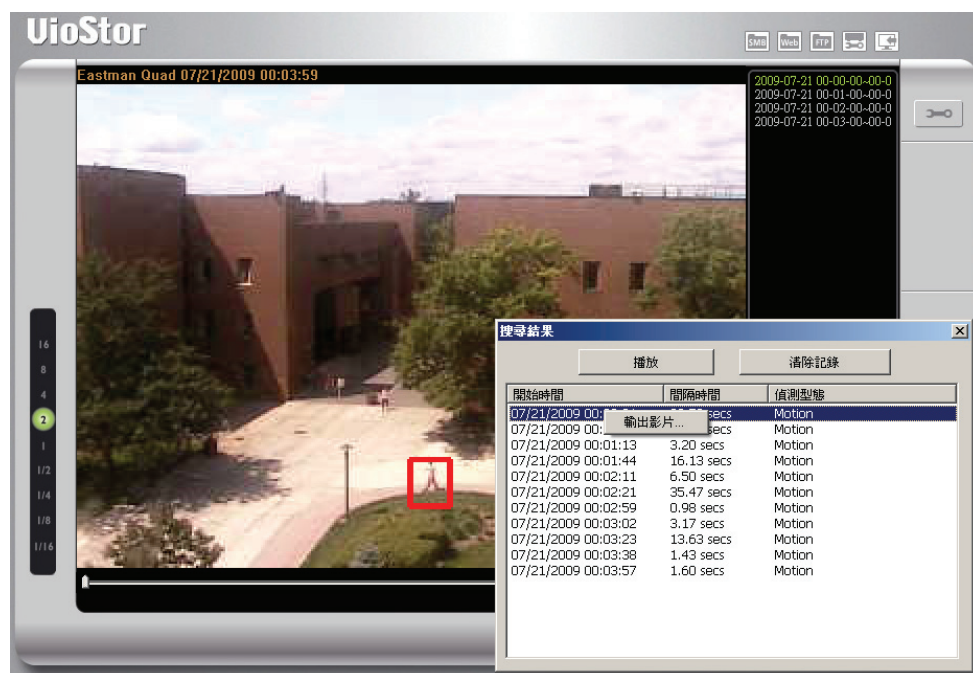 VioStor
SMB Web FTP
Eastman Quad 07/21/2009 00:03:59
2009-07-21 00-00-00~00-0
2009-07-21 00-01-00~00-0
2009-07-21 00-02-00~00-0
2009-07-21 00-03-00~00-0
16
8
4
2
1
1/2
1/4
1/8
1/16
搜尋結果
播放 清除記錄
開始時間 間隔時間 偵測型態
07/21/2009 00: secs Motion
輸出影片...
07/21/2009 00: secs Motion
07/21/2009 00:01:13 3.20 secs Motion
07/21/2009 00:01:44 16.13 secs Motion
07/21/2009 00:02:11 6.50 secs Motion
07/21/2009 00:02:21 35.47 secs Motion
07/21/2009 00:02:59 0.98 secs Motion
07/21/2009 00:03:02 3.17 secs Motion
07/21/2009 00:03:23 13.63 secs Motion
07/21/2009 00:03:38 1.43 secs Motion
07/21/2009 00:03:57 1.60 secs Motion